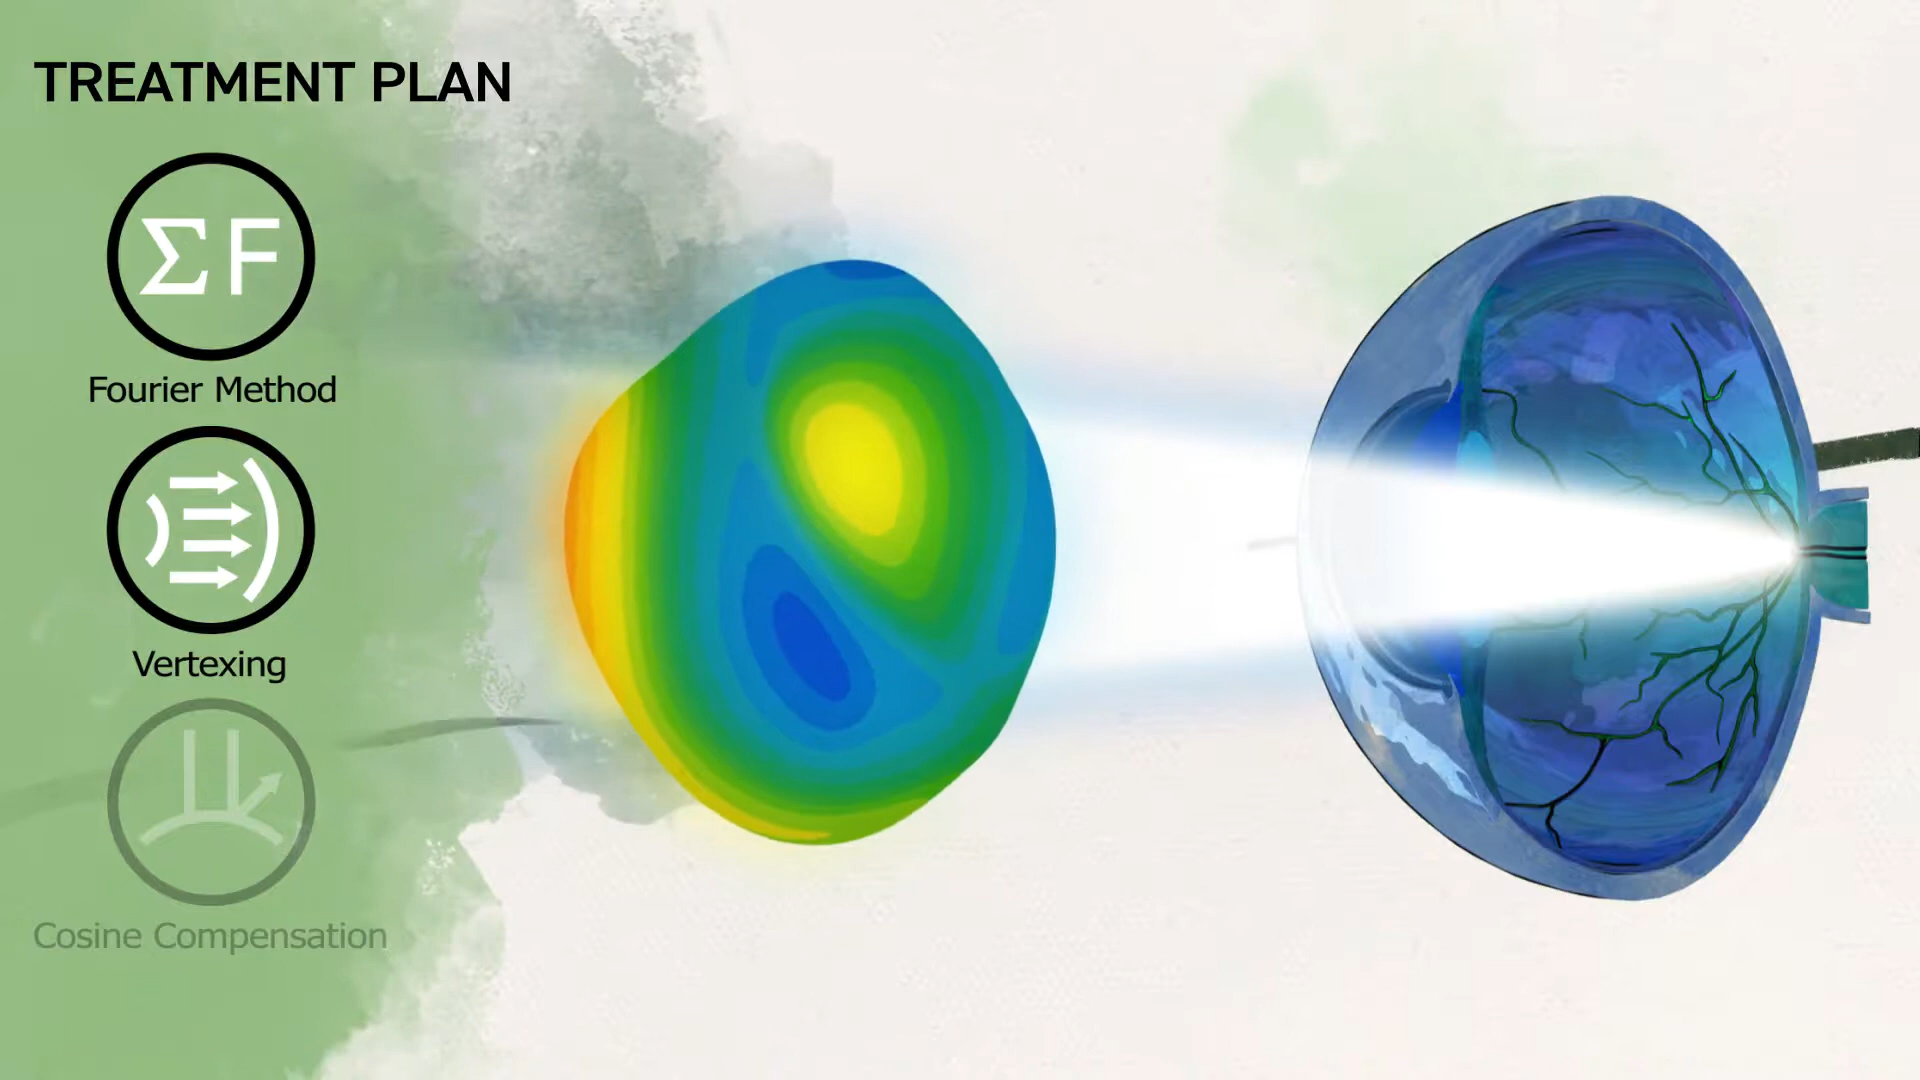 TREATMENT PLAN
ΣF
Fourier Method
Vertexing
Cosine Compensation